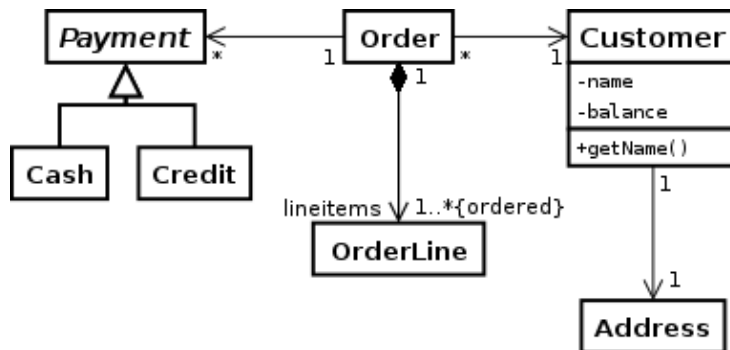 Payment
*
1
Order
1
*
1
Customer
-name
-balance
+getName()
Cash
Credit
lineitems
1..*{ordered}
OrderLine
1
1
Address